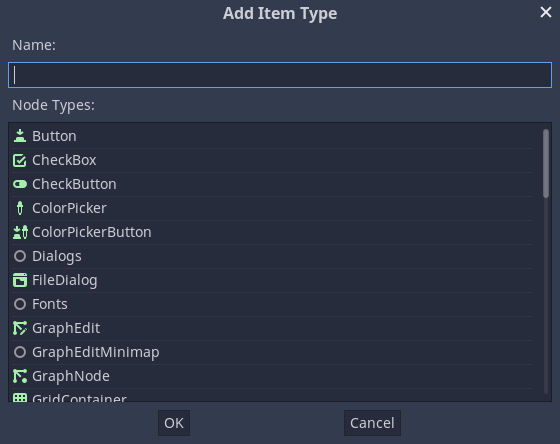 Add Item Type
Name:
Node Types:
Button
CheckBox
CheckButton
ColorPicker
ColorPickerButton
Dialogs
FileDialog
Fonts
GraphEdit
GraphEditMinimap
GraphNode
GridContainer
OK Cancel